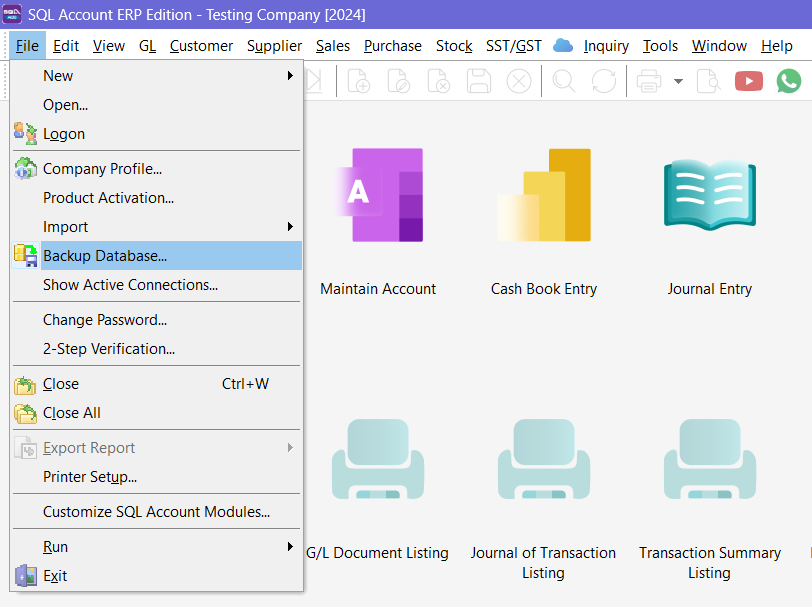 SQL Account ERP Edition - Testing Company [2024]
File Edit View GL Customer Supplier Sales Purchase Stock SST/GST Inquiry Tools Window Help
New
Open...
Logon
Company Profile...
Product Activation...
Import
Backup Database...
Show Active Connections...
Change Password...
2-Step Verification...
Close Ctrl+W
Close All
Export Report
Printer Setup...
Customize SQL Account Modules...
Run
Exit
A
Maintain Account
Cash Book Entry
Journal Entry
G/L Document Listing
Journal of Transaction
Listing
Transaction Summary
Listing